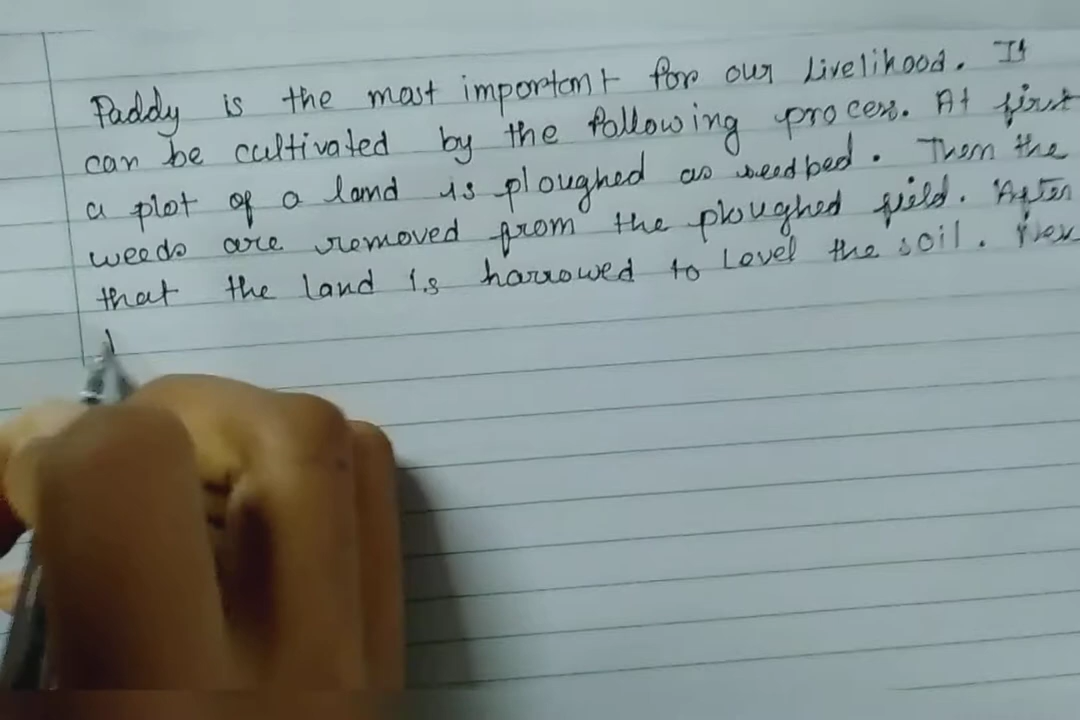 Paddy is the most important for our livelihood. It
can be cultivated by the following process. At first
a plot of a land is ploughed as seedbed. Then the
weeds are removed from the ploughed field. After
that the land is harrowed to level the soil.